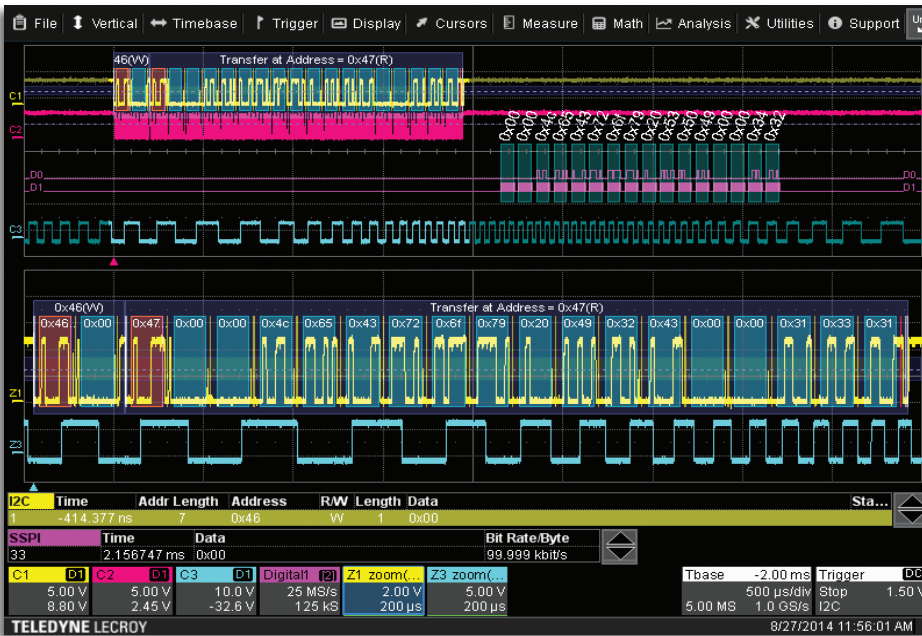 File Vertical Timebase Trigger Display Cursors Measure Math Analysis Utilities Support
46(W) Transfer at Address = 0x47(R)
C1
C2
0x00 0x00 0x4c 0x65 0x43 0x72 0x6f 0x79 0x20 0x53 0x50 0x49 0x00 0x00 0x34 0x32
D0 D0
D1 D1
C3
0x46(W) Transfer at Address = 0x47(R)
0x46 0x00 0x47 0x00 0x00 0x4c 0x65 0x43 0x72 0x6f 0x79 0x20 0x49 0x32 0x43 0x00 0x00 0x31 0x33 0x31
Z1
Z3
I2C Time Addr Length Address R/W Length Data Sta...
1 -414.377 ns 7 0x46 W 1 0x00
SSPI Time Data Bit Rate/Byte
33 2.156747 ms 0x00 99.999 kbit/s
C1 D1 C2 D1 C3 D1 Digital1 [2] Z1 zoom(... Z3 zoom(... Tbase -2.00 ms Trigger DC
5.00 V 5.00 V 10.0 V 25 MS/s 2.00 V 5.00 V 500 µs/div Stop 1.50 V
8.80 V 2.45 V -32.6 V 125 kS 200 µs 200 µs 5.00 MS 1.0 GS/s I2C
TELEDYNE LECROY 8/27/2014 11:56:01 AM